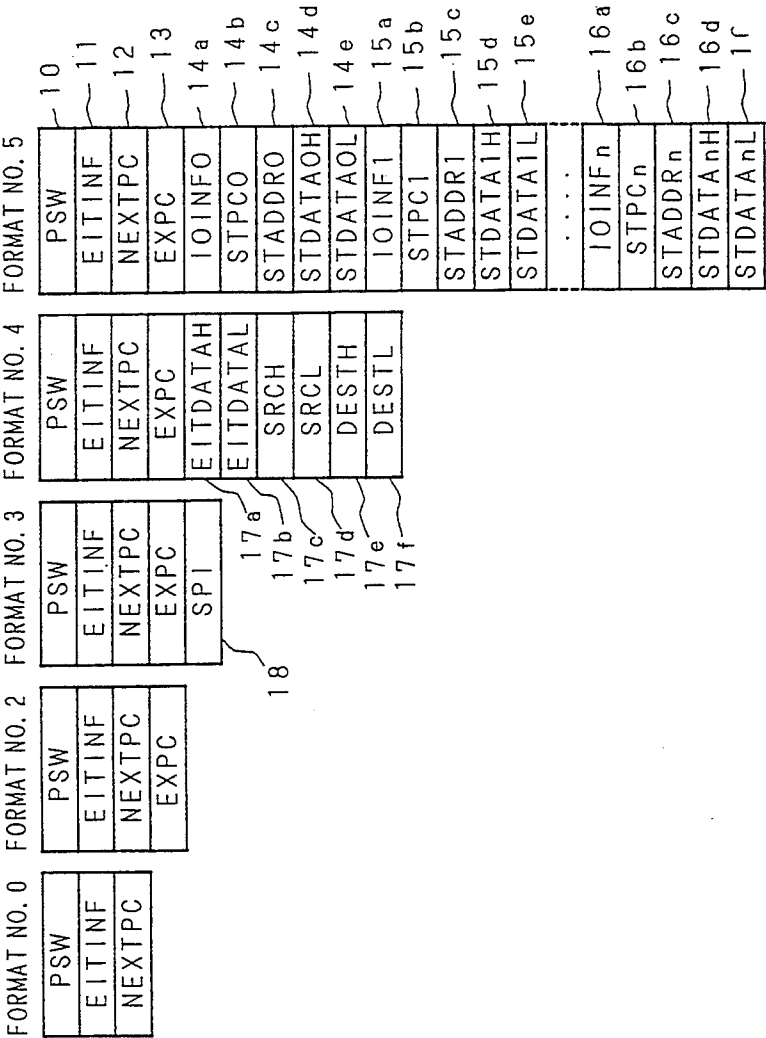 FORMAT NO. 0
PSW
EITINF
NEXTPC
FORMAT NO. 2
PSW
EITINF
NEXTPC
EXPC
FORMAT NO. 3
PSW
EITINF
NEXTPC
EXPC
SPI
18
FORMAT NO. 4
PSW
EITINF
NEXTPC
EXPC
EITDATAH
EITDATAL
SRCH
SRCL
DESTH
DESTL
17a
17b
17c
17d
17e
17f
FORMAT NO. 5
PSW
EITINF
NEXTPC
EXPC
IOINFO
STPCO
STADDRO
STDATAOH
STDATAOL
IOINF1
STPC1
STADDR1
STDATA1H
STDATA1L
....
IOINFn
STPCn
STADDRn
STDATAnH
STDATAnL
10
11
12
13
14a
14b
14c
14d
14e
15a
15b
15c
15d
15e
16a
16b
16c
16d
1f